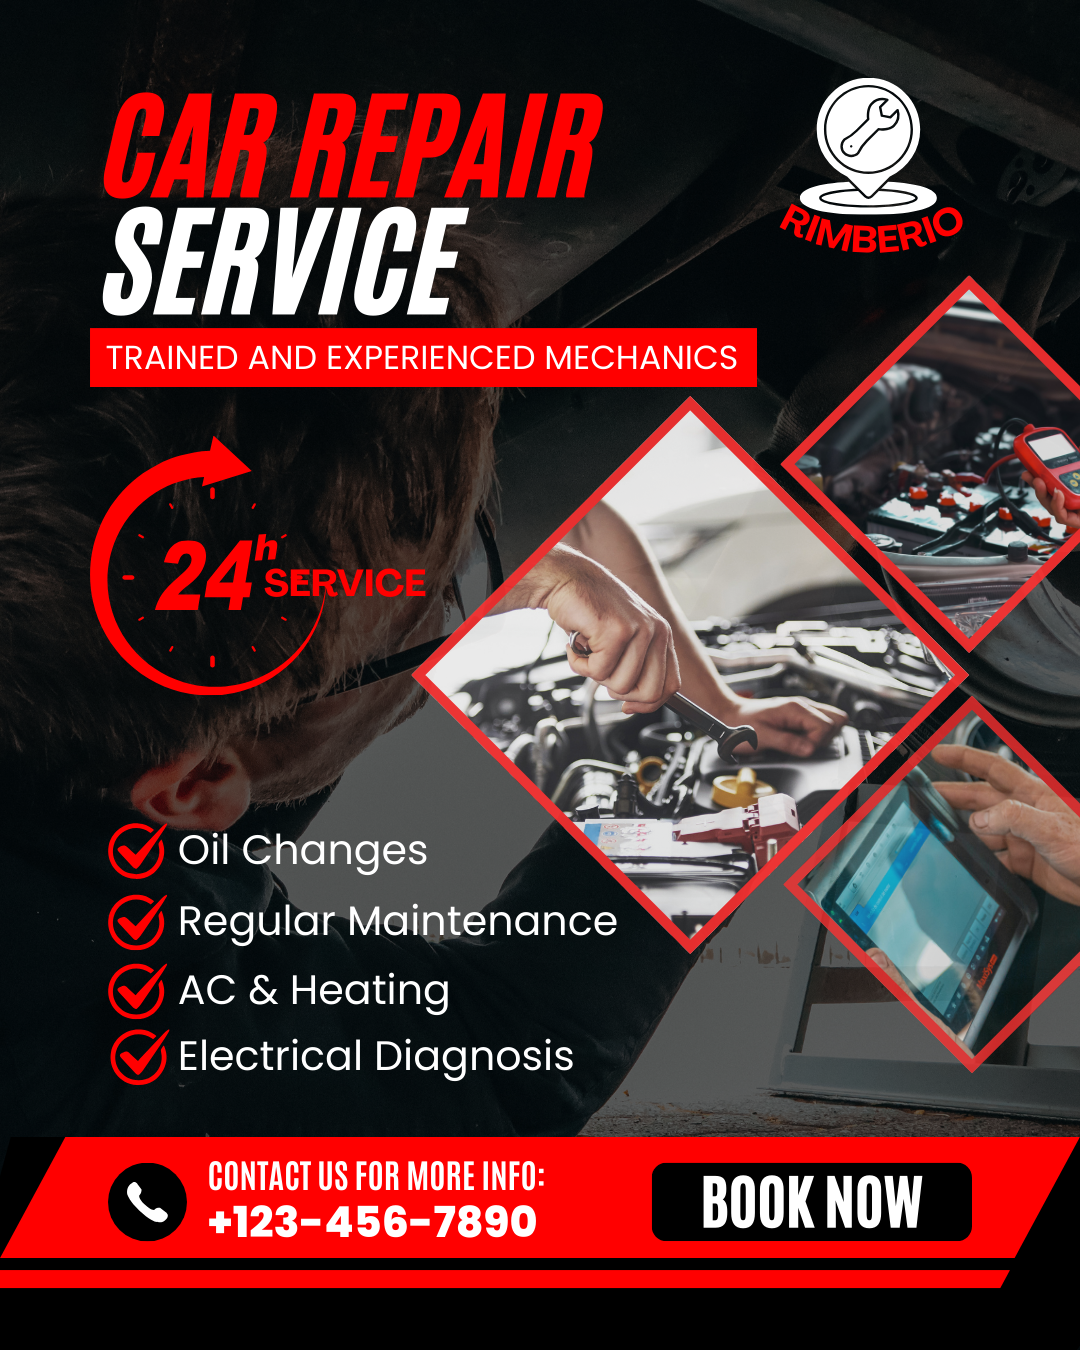 CAR REPAIR
SERVICE
RIMBERIO
TRAINED AND EXPERIENCED MECHANICS
24h SERVICE
Oil Changes
Regular Maintenance
AC & Heating
Electrical Diagnosis
CONTACT US FOR MORE INFO:
+123-456-7890
BOOK NOW